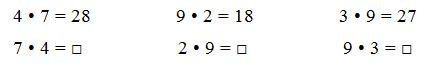 4 • 7 = 28 9 • 2 = 18 3 • 9 = 27
7 • 4 = □ 2 • 9 = □ 9 • 3 = □